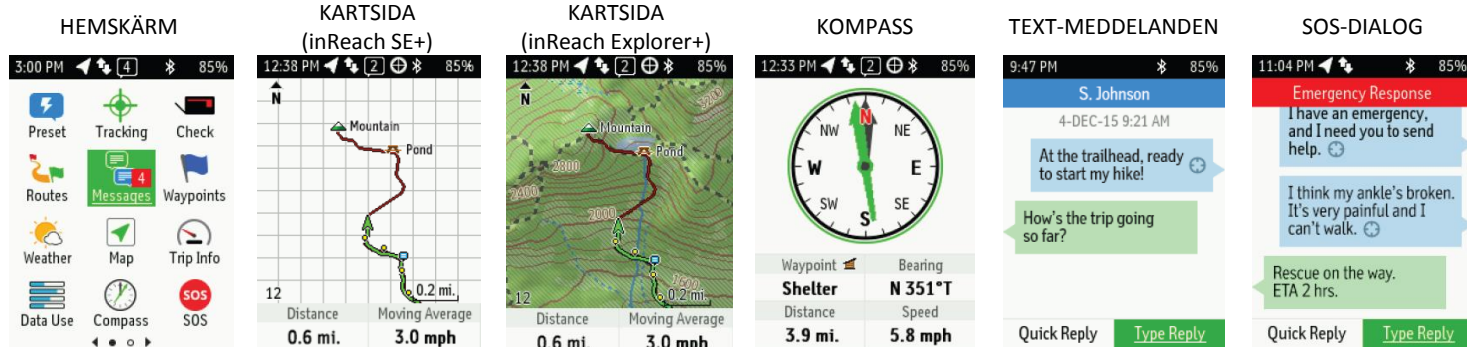 HEMSKÄRM
KARTSIDA
(inReach SE+)
KARTSIDA
(inReach Explorer+)
KOMPASS
TEXT-MEDDELANDEN
SOS-DIALOG
3:00 PM 4 85%
Preset Tracking Check
4
Routes Messages Waypoints
Weather Map Trip Info
SOS
Data Use Compass SOS
12:38 PM 2 85%
N
Mountain
Pond
12 0.2 mi.
Distance Moving Average
0.6 mi. 3.0 mph
12:38 PM 2 85%
N
3200
Mountain
Pond
2800
2400
2000
1600
12 0.2 mi.
Distance Moving Average
0.6 mi. 3.0 mph
12:33 PM 2 85%
N
NW NE
W E
SW SE
S
Waypoint Bearing
Shelter N 351°T
Distance Speed
3.9 mi. 5.8 mph
9:47 PM 85%
S. Johnson
4-DEC-15 9:21 AM
At the trailhead, ready
to start my hike!
How's the trip going
so far?
Quick Reply Type Reply
11:04 PM 85%
Emergency Response
I have an emergency,
and I need you to send
help.
I think my ankle's broken.
It's very painful and I
can't walk.
Rescue on the way.
ETA 2 hrs.
Quick Reply Type Reply